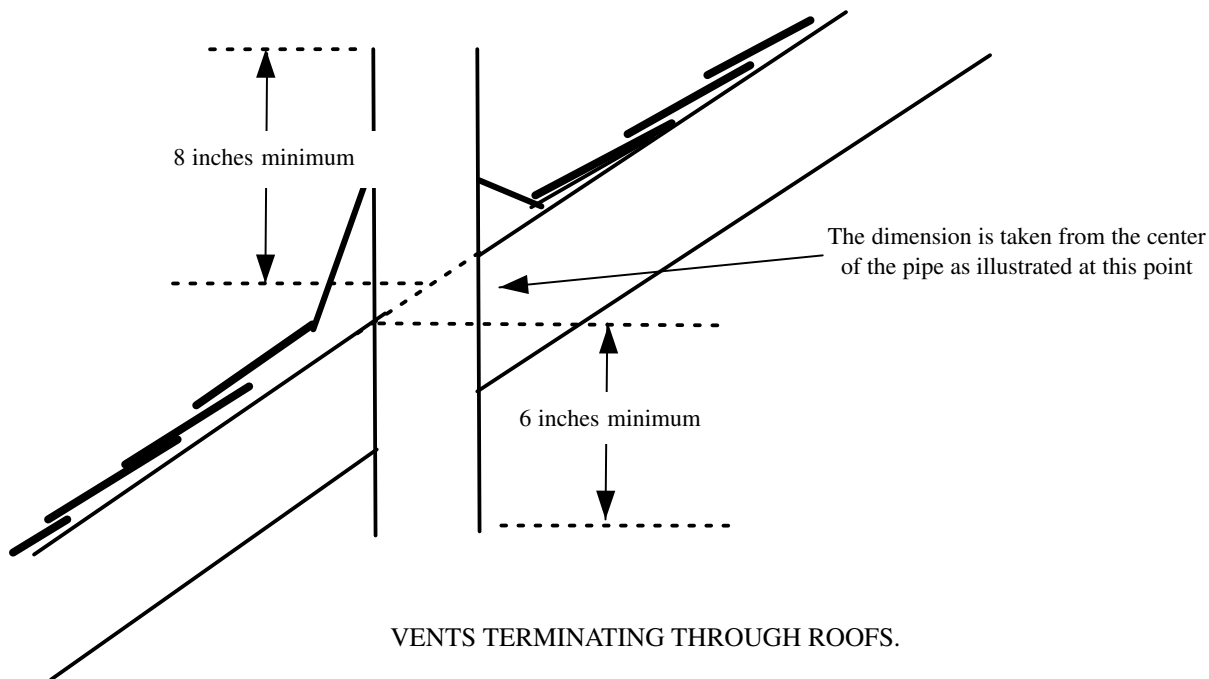 8 inches minimum
The dimension is taken from the center
of the pipe as illustrated at this point
6 inches minimum
VENTS TERMINATING THROUGH ROOFS.